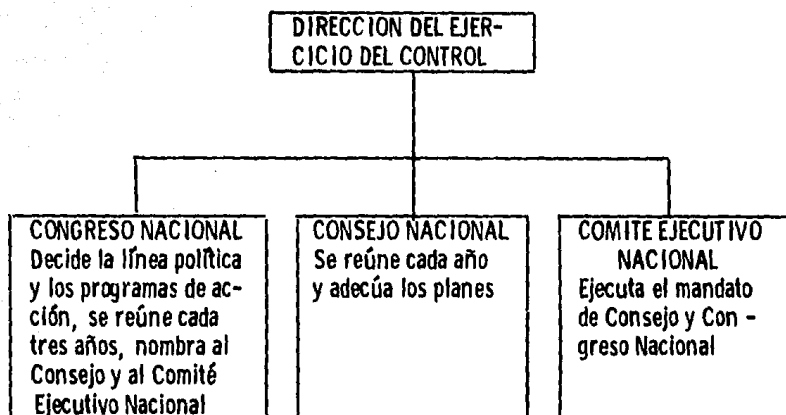 DIRECCION DEL EJER-
CICIO DEL CONTROL
CONGRESO NACIONAL
Decide la línea política
y los programas de ac-
ción, se reúne cada
tres años, nombra al
Consejo y al Comité
Ejecutivo Nacional
CONSEJO NACIONAL
Se reúne cada año
y adecúa los planes
COMITE EJECUTIVO
NACIONAL
Ejecuta el mandato
de Consejo y Con -
greso Nacional